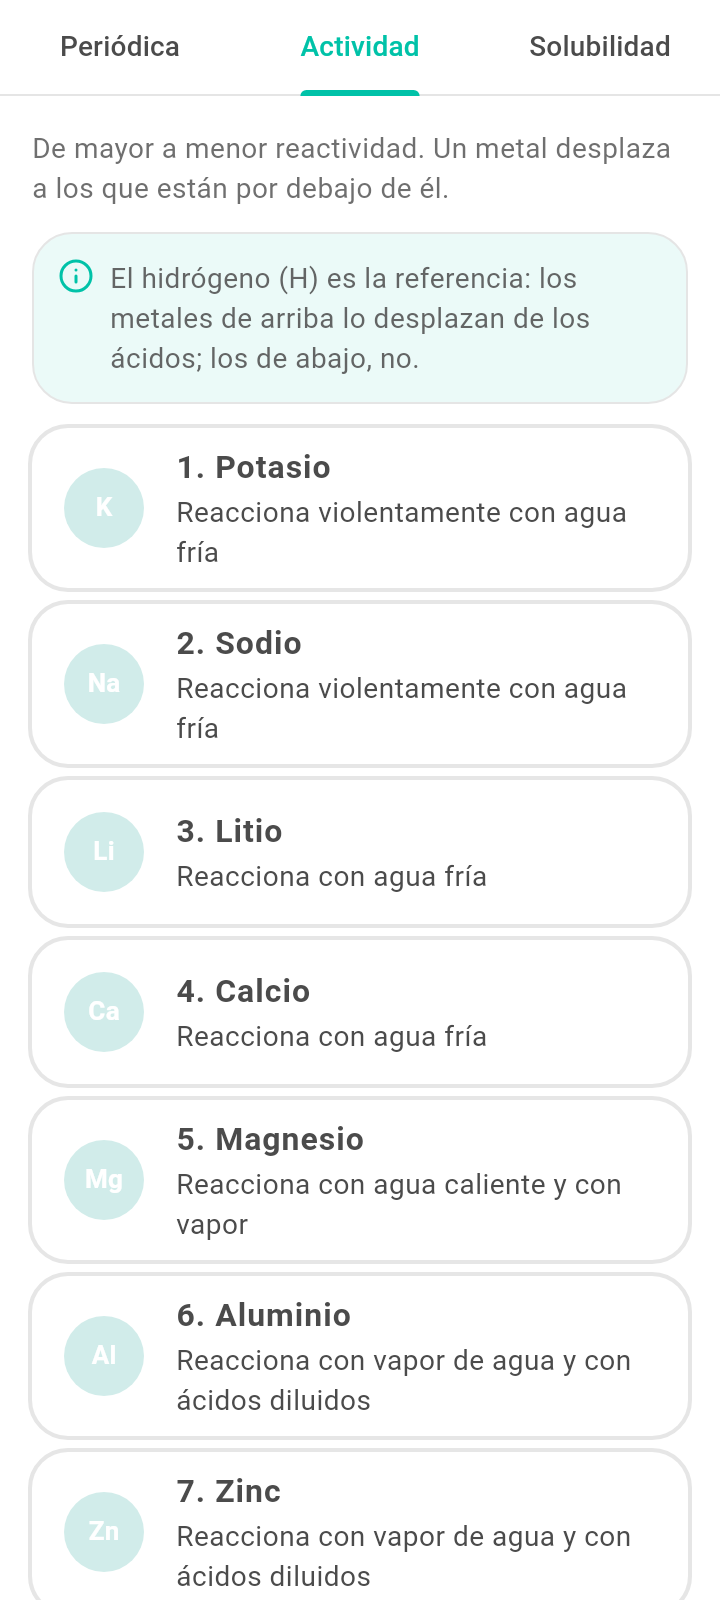 Periódica
Actividad
Solubilidad
De mayor a menor reactividad. Un metal desplaza
a los que están por debajo de él.
El hidrógeno (H) es la referencia: los
metales de arriba lo desplazan de los
ácidos; los de abajo, no.
K
1. Potasio
Reacciona violentamente con agua
fría
Na
2. Sodio
Reacciona violentamente con agua
fría
Li
3. Litio
Reacciona con agua fría
Ca
4. Calcio
Reacciona con agua fría
Mg
5. Magnesio
Reacciona con agua caliente y con
vapor
Al
6. Aluminio
Reacciona con vapor de agua y con
ácidos diluidos
Zn
7. Zinc
Reacciona con vapor de agua y con
ácidos diluidos